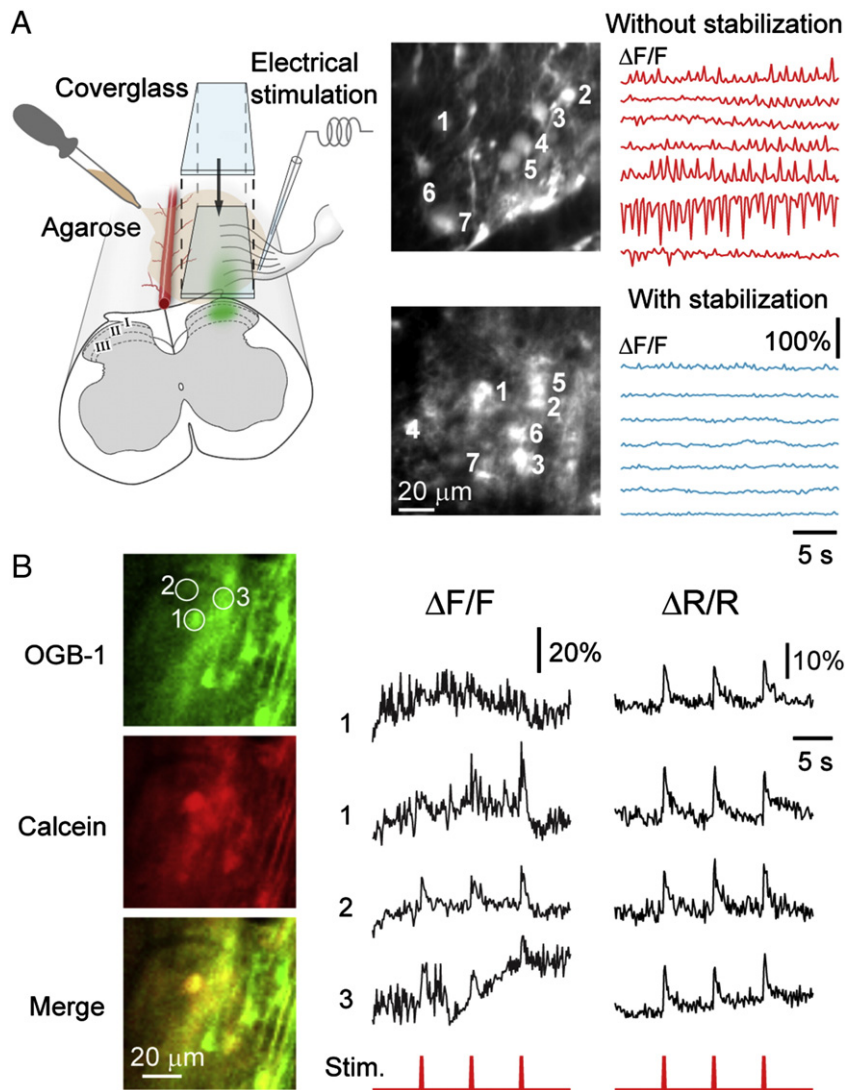 A
Without stabilization
Coverglass
Electrical
stimulation
ΔF/F
Agarose
I
II
III
1
2
3
4
5
6
7
With stabilization
ΔF/F
100%
1
5
2
4
6
7
3
20 μm
5 s
B
OGB-1
2
3
1
Calcein
Merge
20 μm
ΔF/F
ΔR/R
20%
10%
1
5 s
1
2
3
Stim.